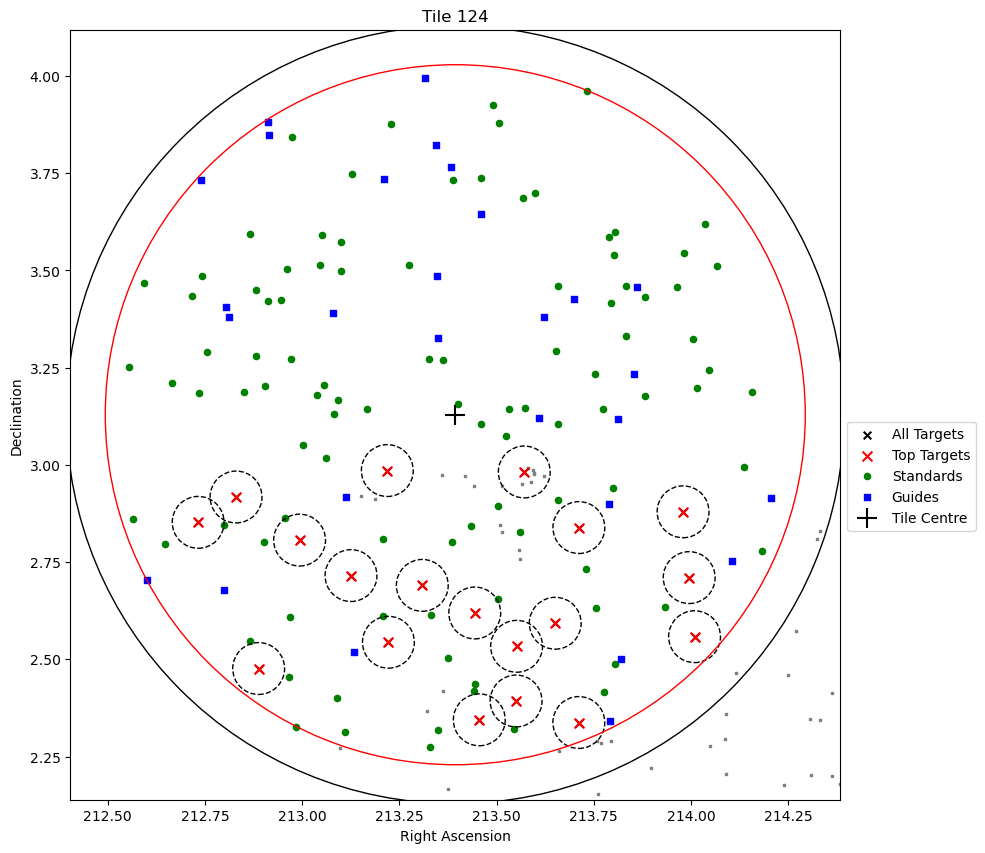 Tile 124
4.00
3.75
3.50
3.25
3.00
2.75
2.50
2.25
Declination
212.50 212.75 213.00 213.25 213.50 213.75 214.00 214.25
Right Ascension
All Targets
Top Targets
Standards
Guides
Tile Centre